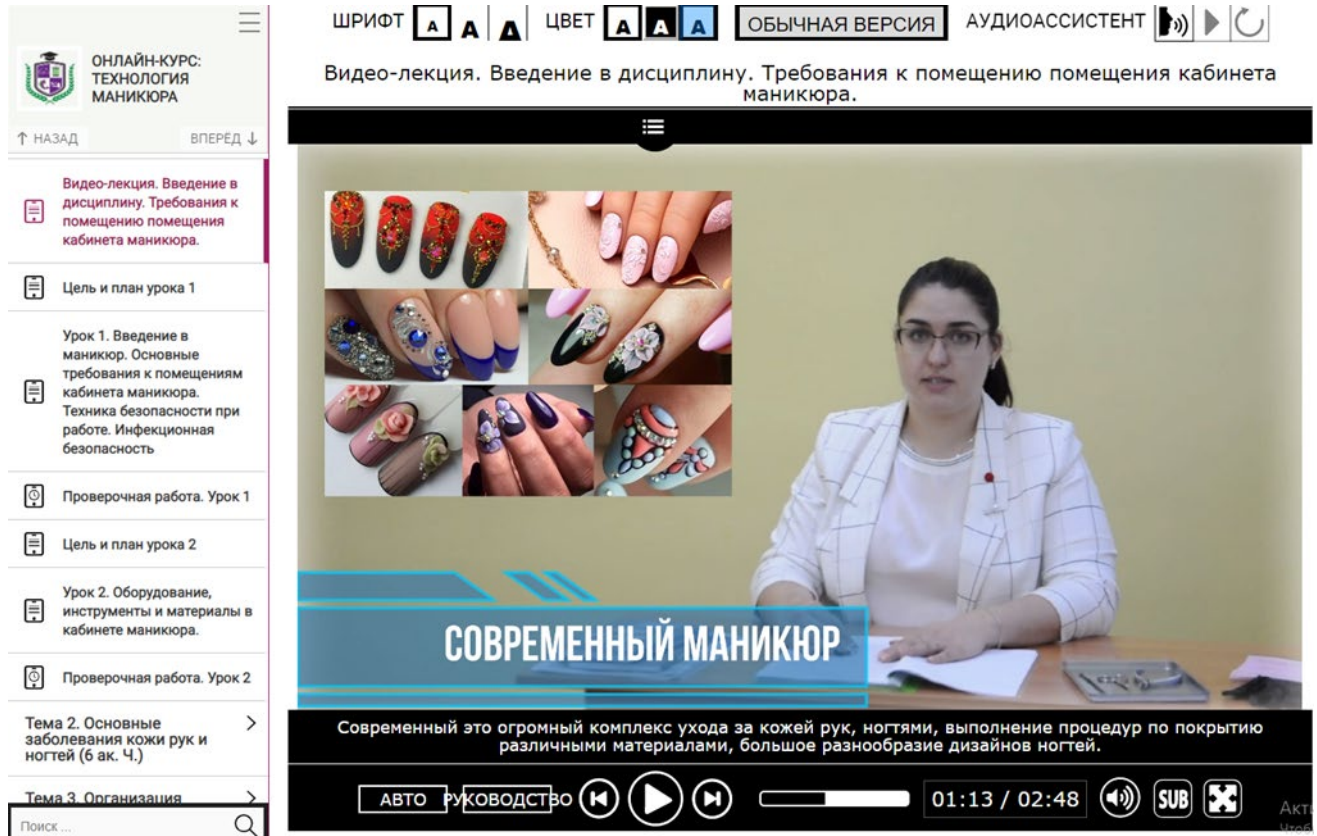 ОНЛАЙН-КУРС:
ТЕХНОЛОГИЯ
МАНИКЮРА
↑ НАЗАД
ВПЕРЁД ↓
Видео-лекция. Введение в
дисциплину. Требования к
помещению помещения
кабинета маникюра.
Цель и план урока 1
Урок 1. Введение в
маникюр. Основные
требования к помещениям
кабинета маникюра.
Техника безопасности при
работе. Инфекционная
безопасность
Проверочная работа. Урок 1
Цель и план урока 2
Урок 2. Оборудование,
инструменты и материалы в
кабинете маникюра.
Проверочная работа. Урок 2
Тема 2. Основные
заболевания кожи рук и
ногтей (6 ак. Ч.)
Тема 3. Организация
Поиск ...
ШРИФТ A A A ЦВЕТ A A A ОБЫЧНАЯ ВЕРСИЯ АУДИОАССИСТЕНТ
Видео-лекция. Введение в дисциплину. Требования к помещению помещения кабинета
маникюра.
СОВРЕМЕННЫЙ МАНИКЮР
Современный это огромный комплекс ухода за кожей рук, ногтями, выполнение процедур по покрытию
различными материалами, большое разнообразие дизайнов ногтей.
АВТО РУКОВОДСТВО 01:13 / 02:48 SUB